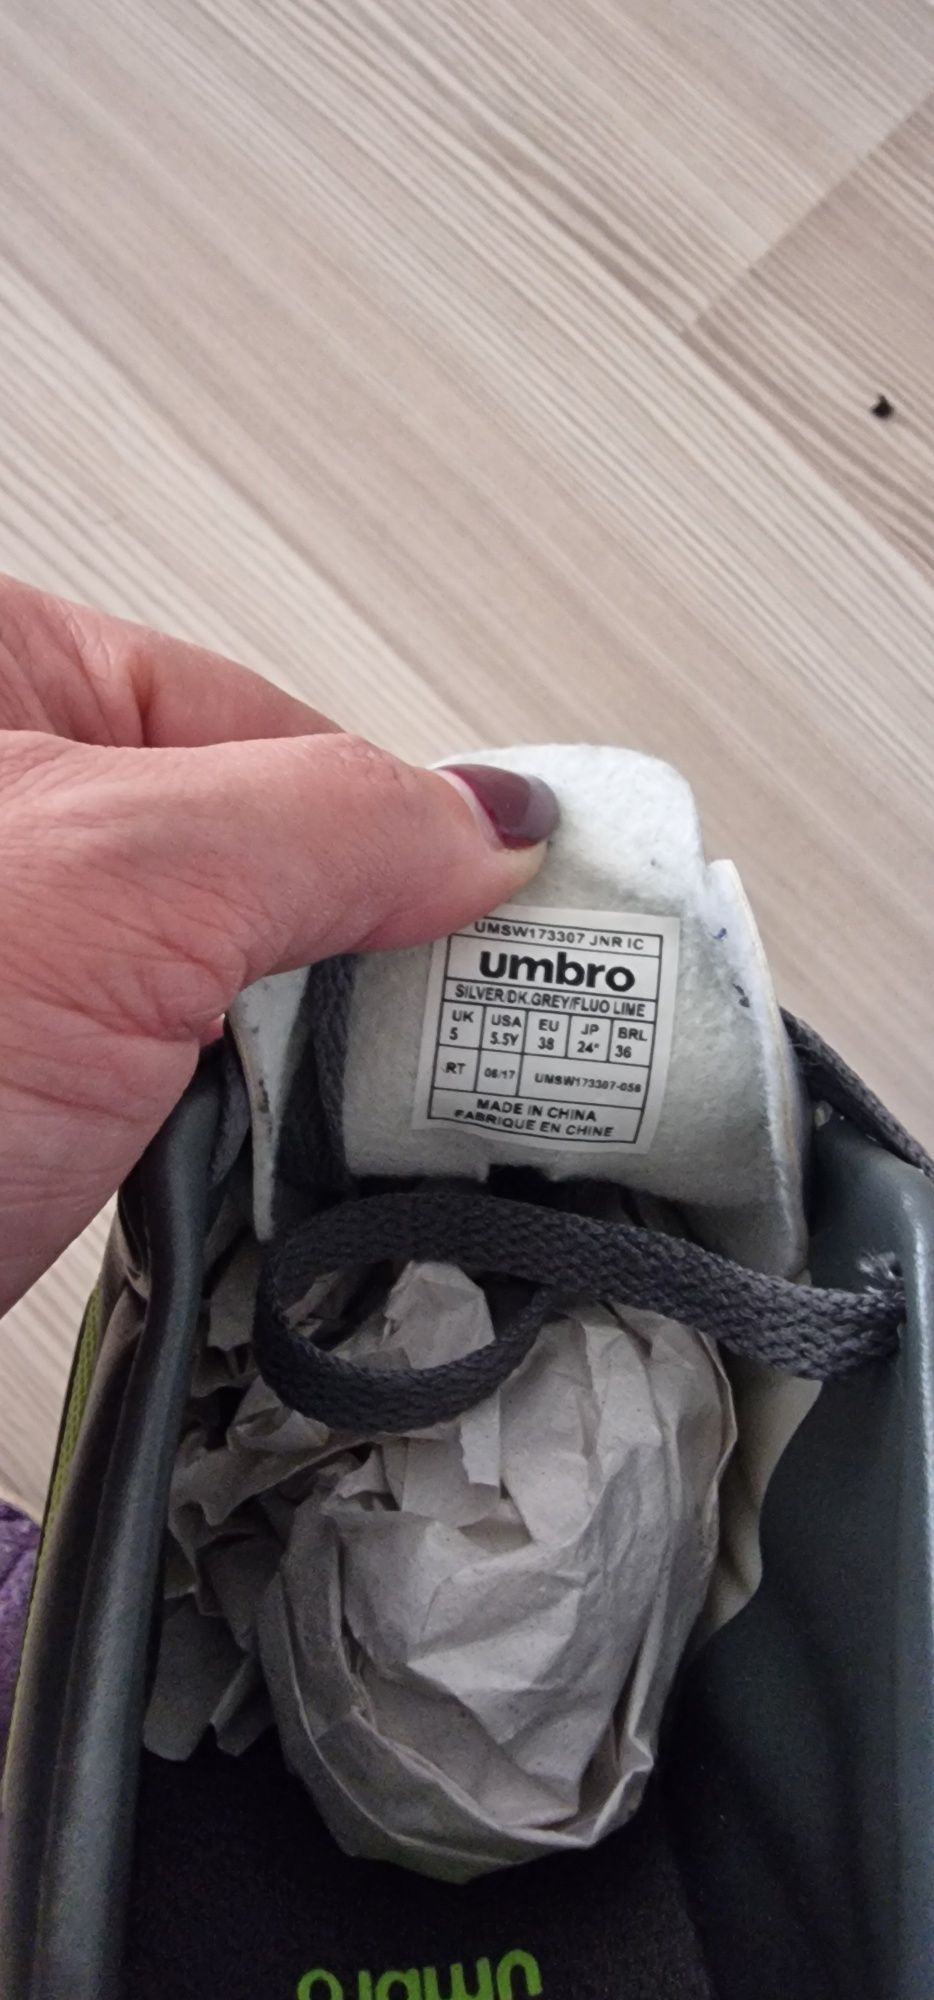 UMSW173307 JNR IC
umbro
SILVER/DK.GREY/FLUO LIME
UK USA EU JP BRL
5 5.5Y 38 24" 36
RT 06/17 UMSW173307-056
MADE IN CHINA
FABRIQUE EN CHINE
umbro